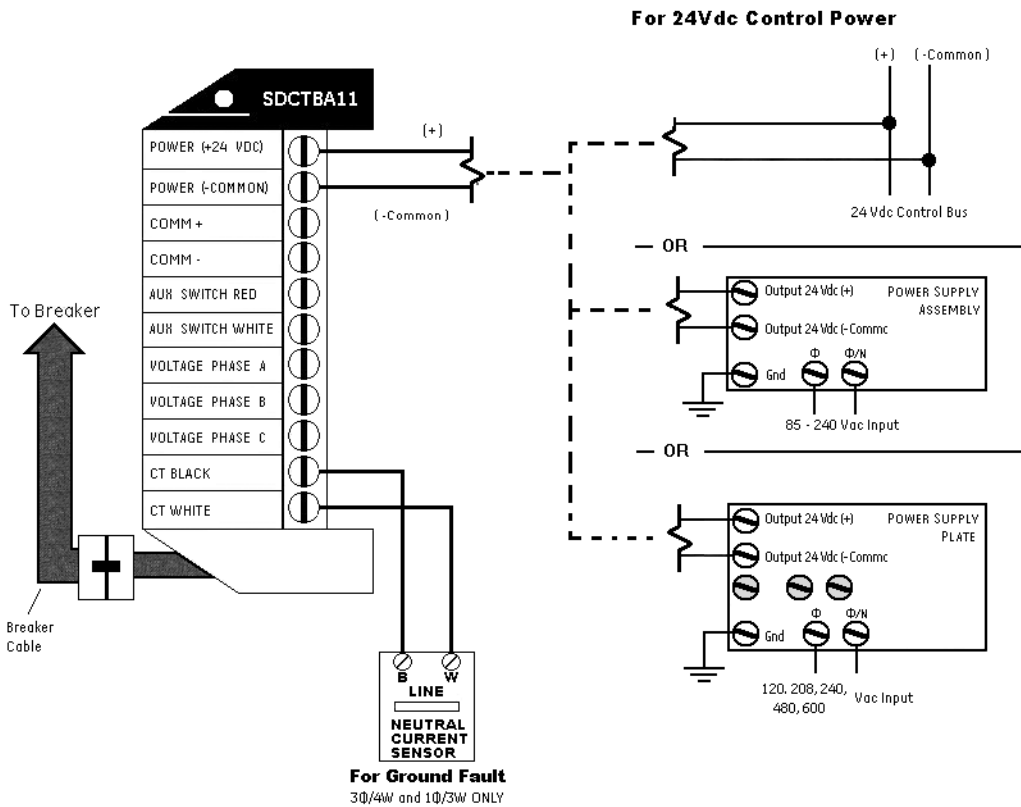 For 24Vdc Control Power
(+) (-Common)
SDCTBA11
POWER (+24 VDC)
POWER (-COMMON)
COMM +
COMM -
AUX SWITCH RED
AUX SWITCH WHITE
VOLTAGE PHASE A
VOLTAGE PHASE B
VOLTAGE PHASE C
CT BLACK
CT WHITE
(+)
(-Common)
24 Vdc Control Bus
OR
Output 24 Vdc (+)
POWER SUPPLY
ASSEMBLY
Output 24 Vdc (-Commc
Φ Φ/N
Gnd
85 - 240 Vac Input
OR
Output 24 Vdc (+)
POWER SUPPLY
PLATE
Output 24 Vdc (-Commc
Φ Φ/N
Gnd
120, 208, 240,
480, 600
Vac Input
To Breaker
Breaker
Cable
B W
LINE
NEUTRAL
CURRENT
SENSOR
For Ground Fault
3Φ/4W and 1Φ/3W ONLY